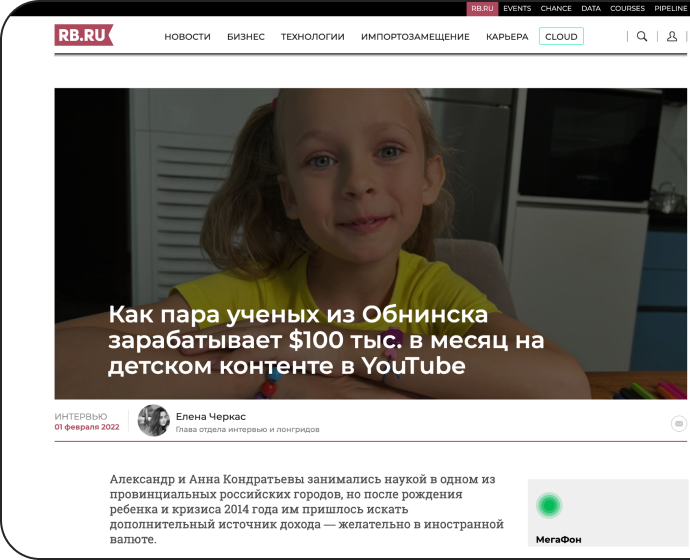 RB.RU EVENTS CHANCE DATA COURSES PIPELINE
RB.RU НОВОСТИ БИЗНЕС ТЕХНОЛОГИИ ИМПОРТОЗАМЕЩЕНИЕ КАРЬЕРА CLOUD
Как пара ученых из Обнинска
зарабатывает $100 тыс. в месяц на
детском контенте в YouTube
ИНТЕРВЬЮ
01 февраля 2022
Елена Черкас
Глава отдела интервью и лонгридов
Александр и Анна Кондратьевы занимались наукой в одном из
провинциальных российских городов, но после рождения
ребенка и кризиса 2014 года им пришлось искать
дополнительный источник дохода — желательно в иностранной
валюте.
МегаФон